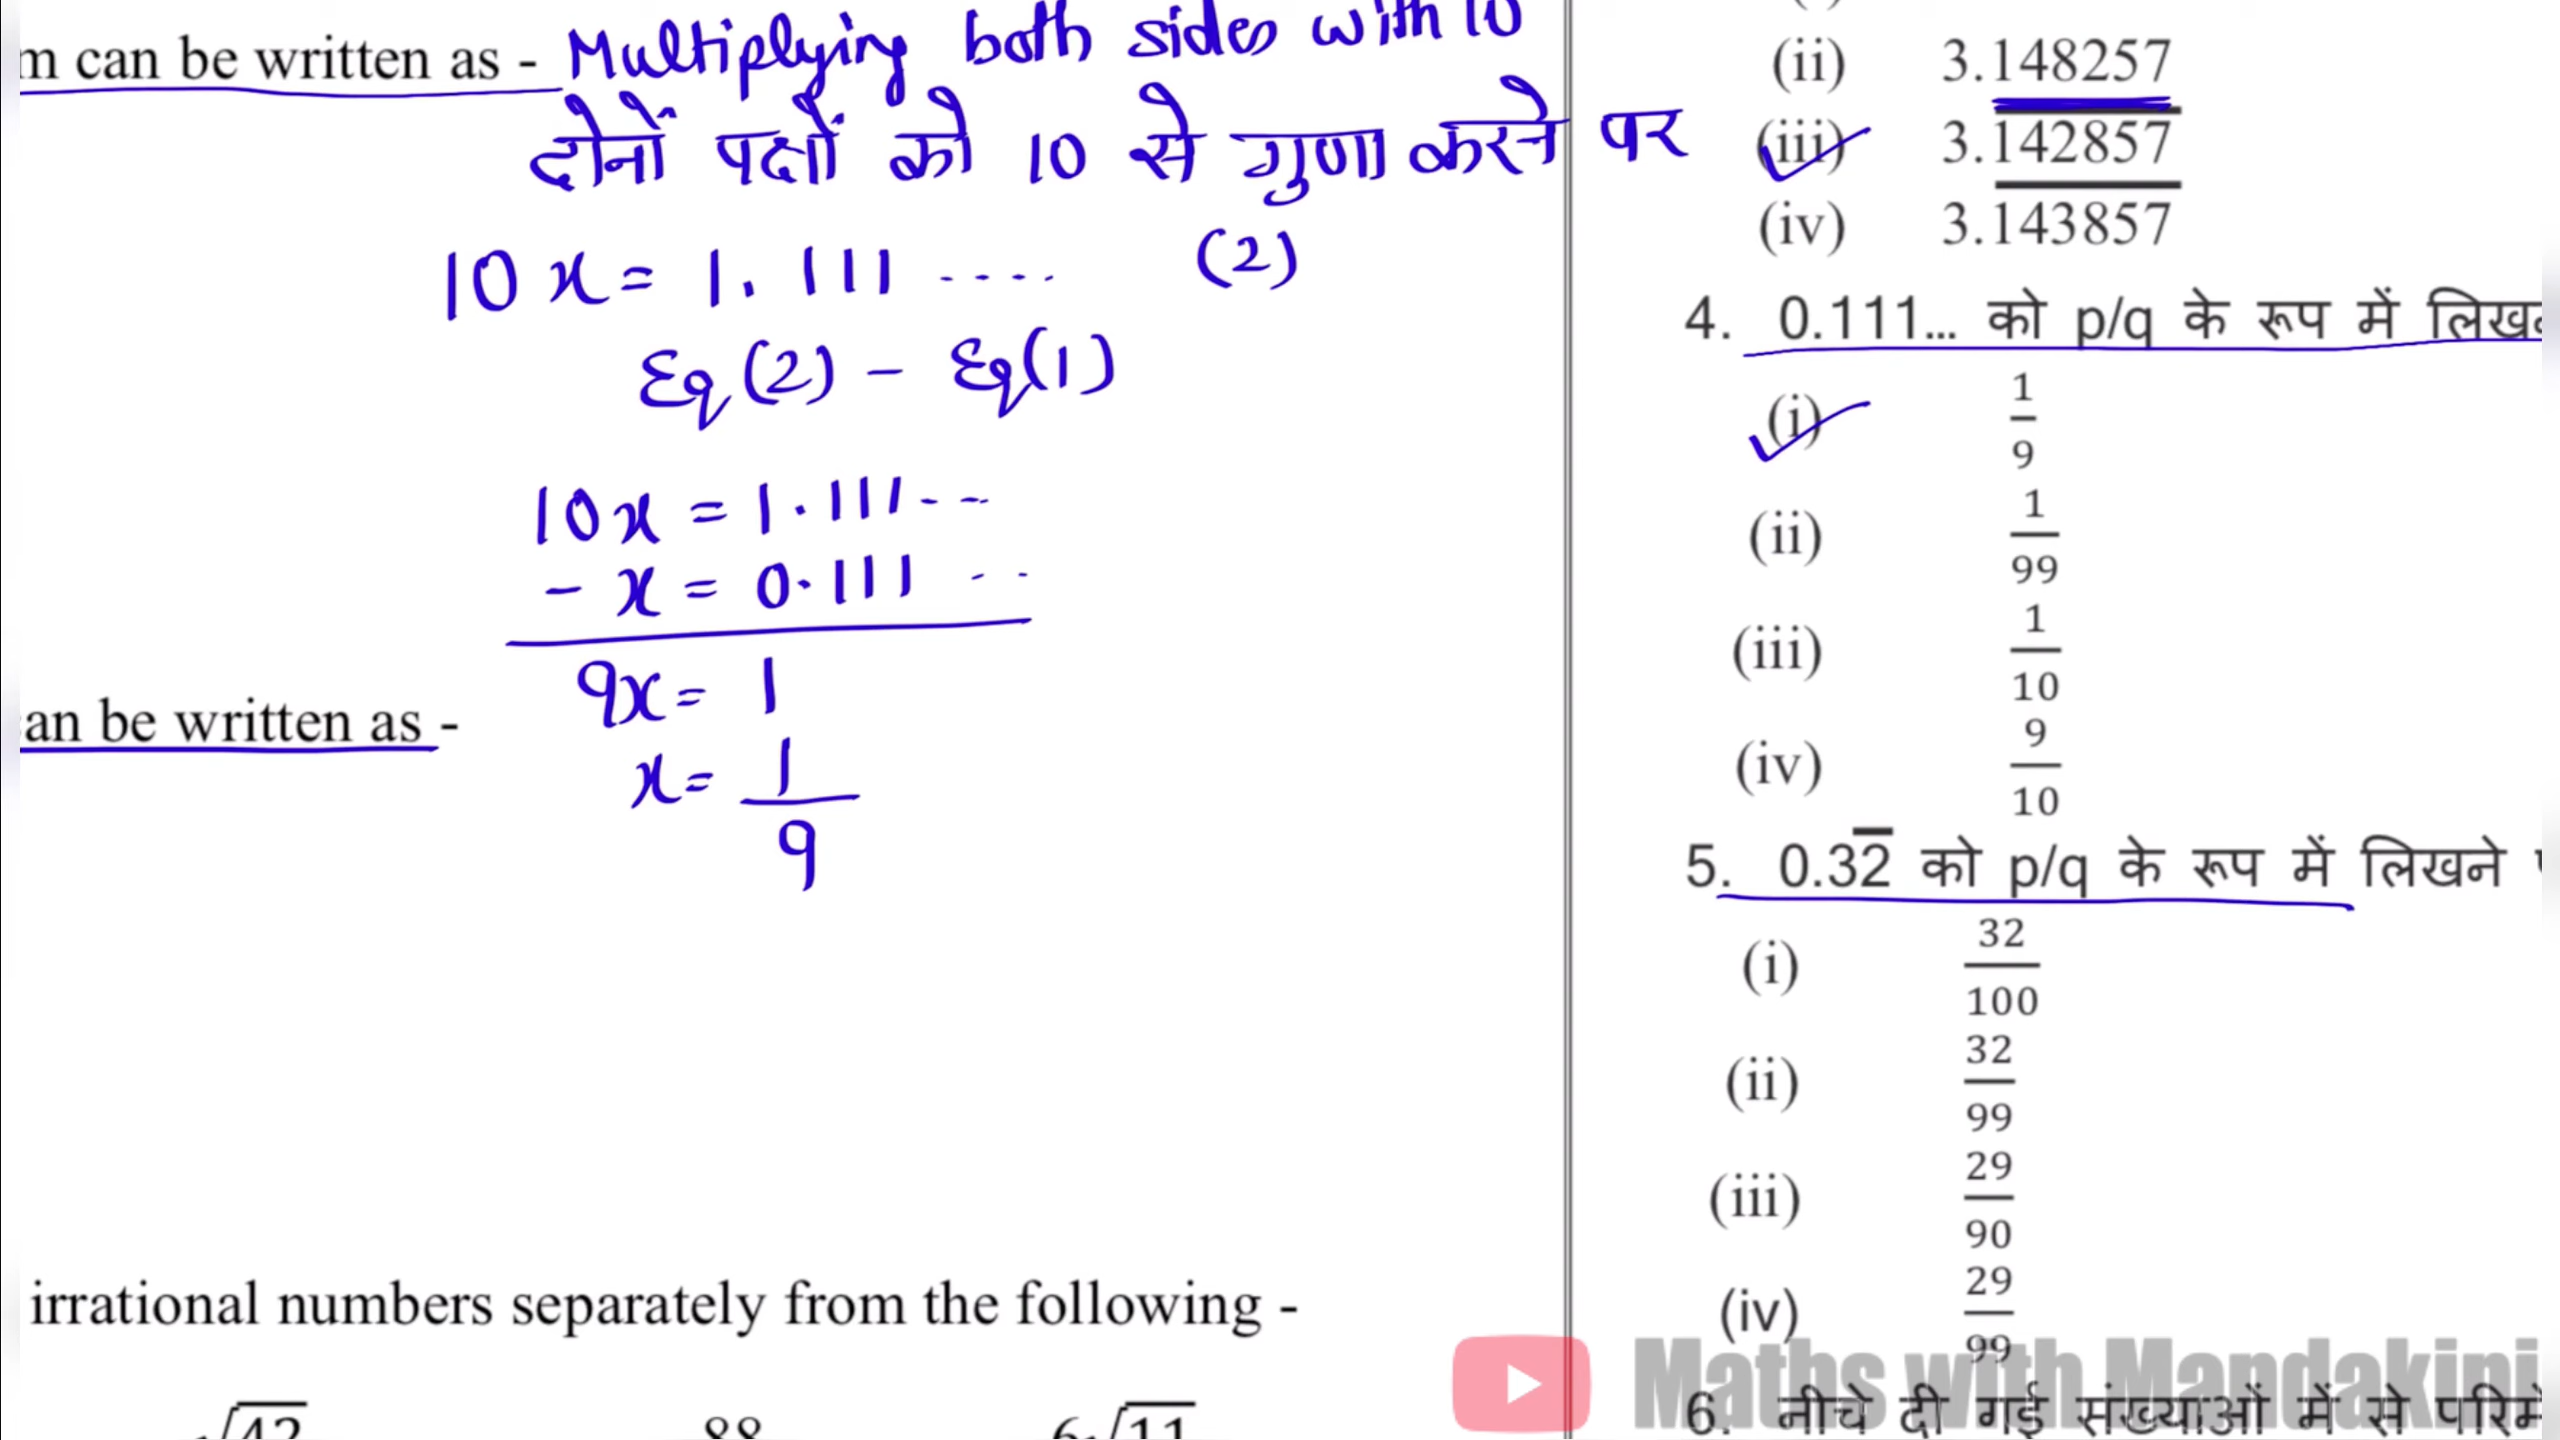 m can be written as - Multiplying both sides with 10
दोनों पक्षों को 10 से गुणा करने पर
10x = 1.111 ....
(2)
Eq(2) - Eq(1)
10x = 1.111 ---
- x = 0.111 --
9x = 1
x = 1/9
an be written as -
irrational numbers separately from the following -
√42 88 6√11
(ii) 3.148257
(iii) 3.142857
(iv) 3.143857
4. 0.111... को p/q के रूप में
(i) 1/9
(ii) 1/99
(iii) 1/10
(iv) 9/10
5. 0.32̅ को p/q के रूप में लिखने
(i) 32/100
(ii) 32/99
(iii) 29/90
(iv) 29/99
Maths with Mandakini
6. नीचे दी गई संख्याओं में से